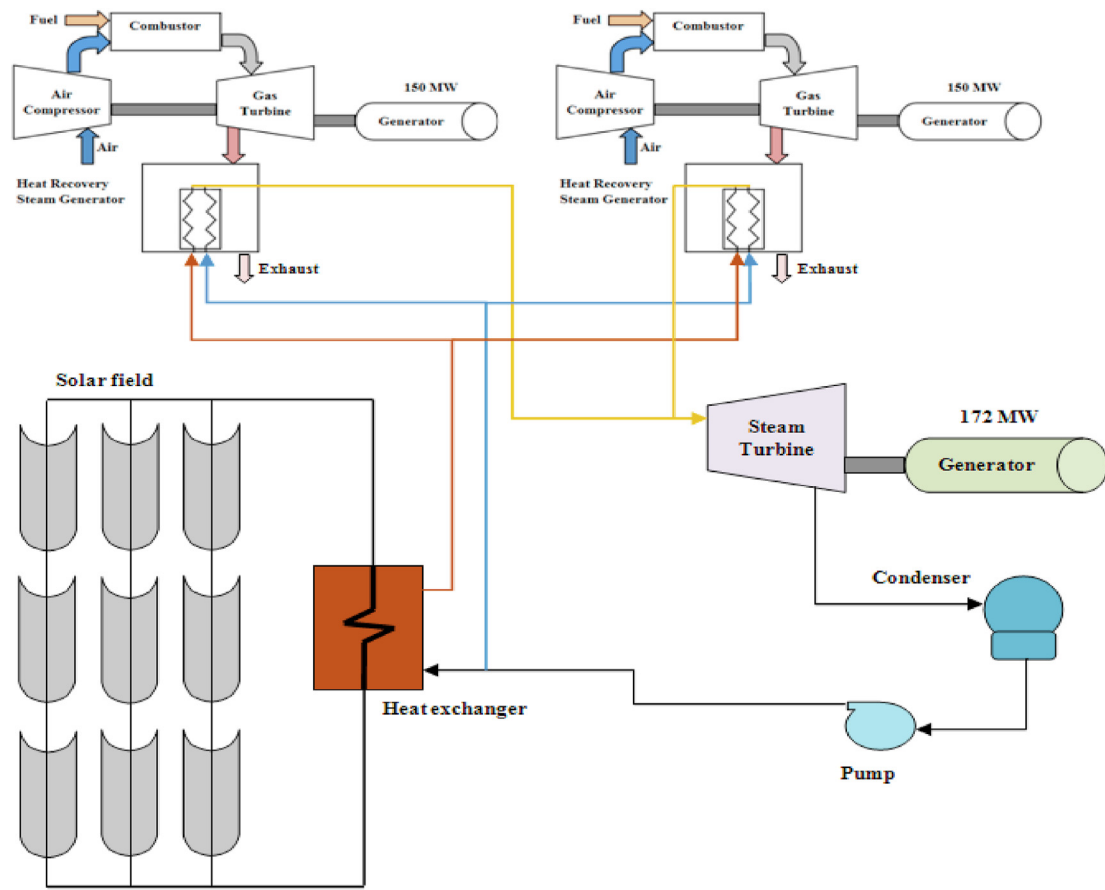 Fuel
Combustor
Air
Compressor
Gas
Turbine
150 MW
Generator
Air
Heat Recovery
Steam Generator
Exhaust
Fuel
Combustor
Air
Compressor
Gas
Turbine
150 MW
Generator
Air
Heat Recovery
Steam Generator
Exhaust
Solar field
Steam
Turbine
172 MW
Generator
Condenser
Heat exchanger
Pump